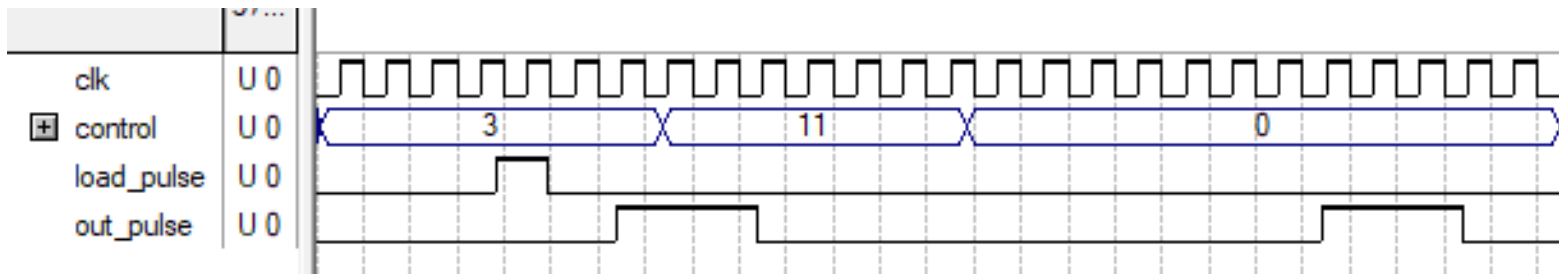 clk U 0
+ control U 0 3 11 0
load_pulse U 0
out_pulse U 0